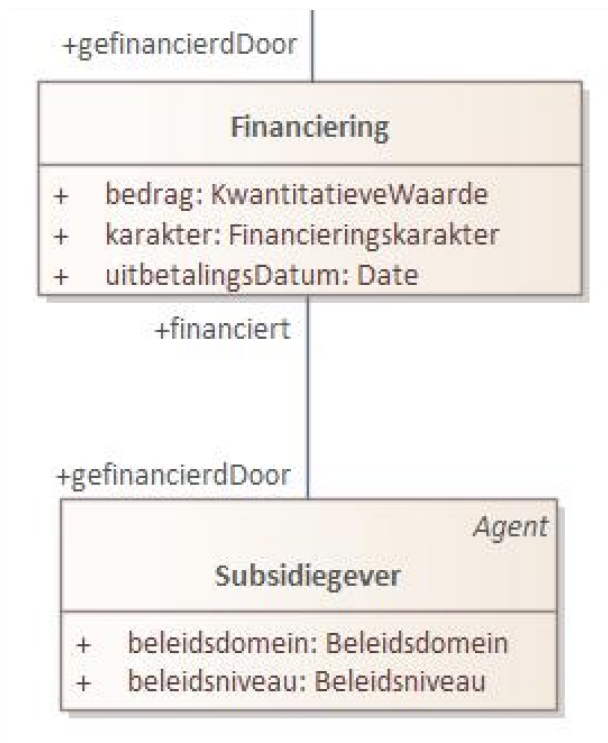 +gefinancierdDoor
Financiering
+ bedrag: KwantitatieveWaarde
+ karakter: Financieringskarakter
+ uitbetalingsDatum: Date
+financiert
+gefinancierdDoor
Agent
Subsidiegever
+ beleidsdomein: Beleidsdomein
+ beleidsniveau: Beleidsniveau